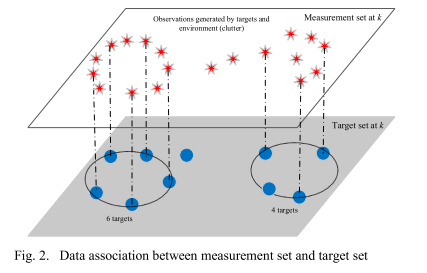 Observations generated by targets and
environment (clutter)
Measurement set at k
Target set at k
6 targets
4 targets
Fig. 2. Data association between measurement set and target set